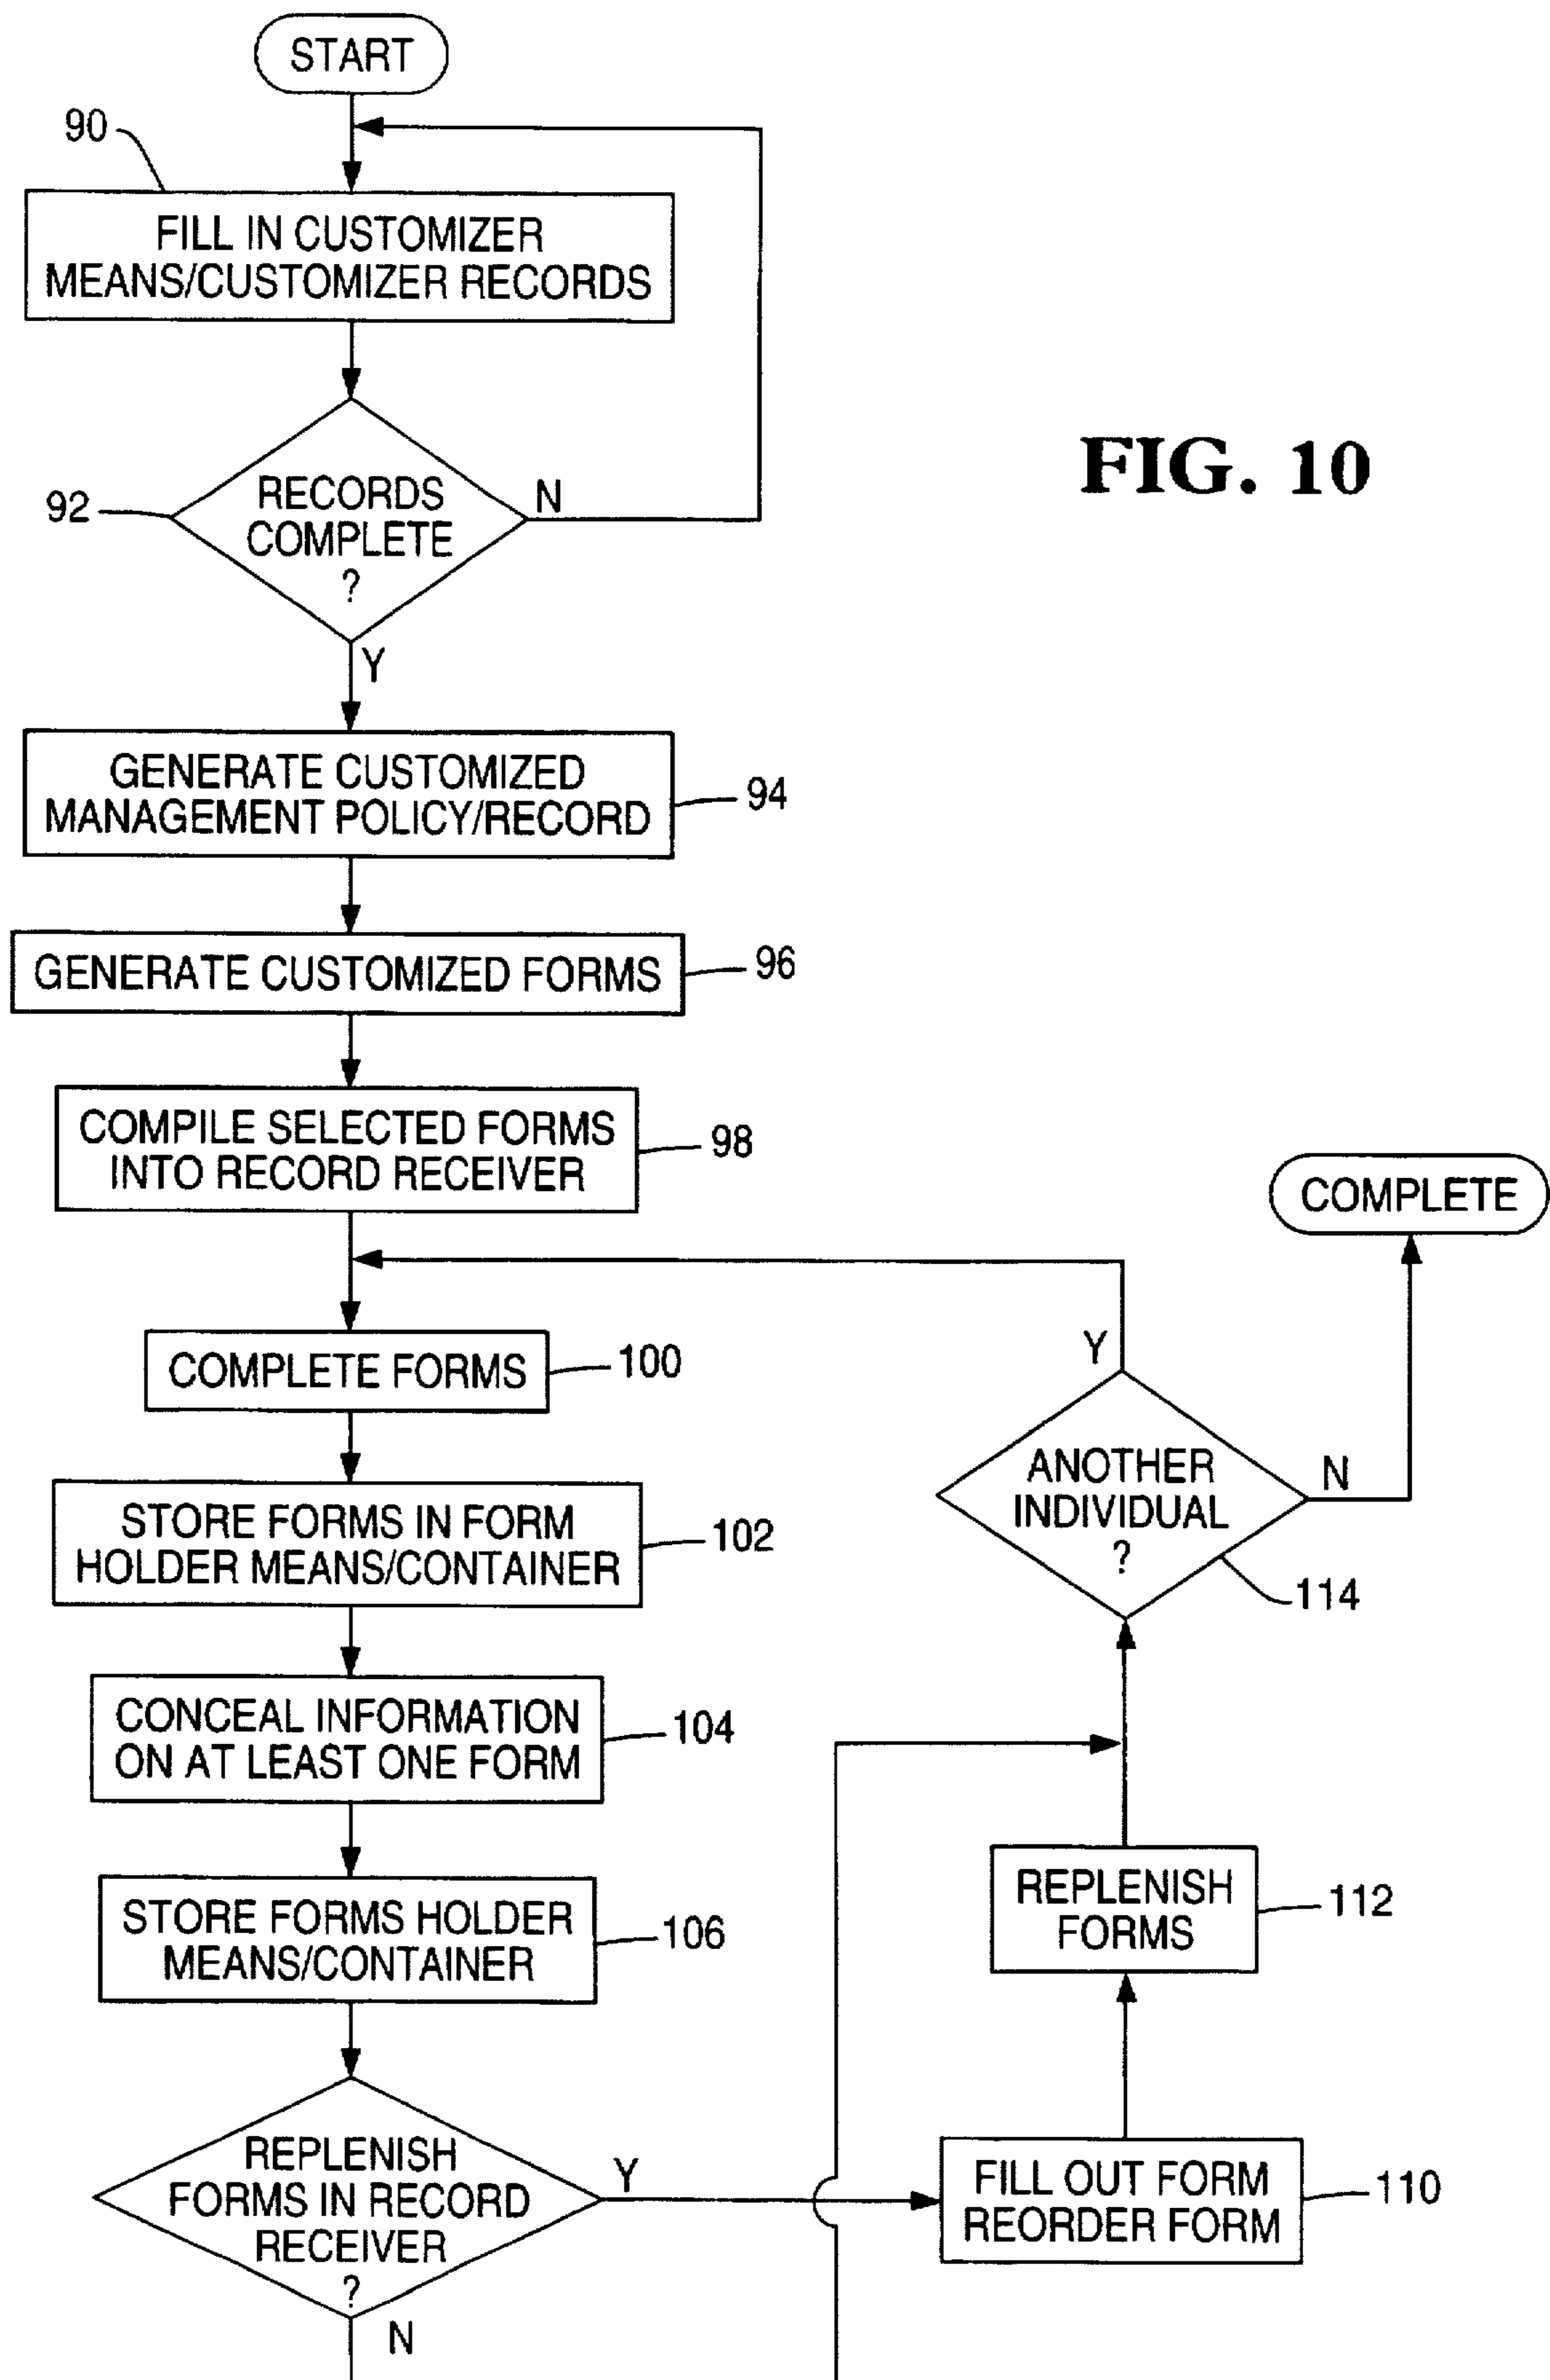 START
90
FILL IN CUSTOMIZER
MEANS/CUSTOMIZER RECORDS
FIG. 10
92
RECORDS
COMPLETE
?
N
Y
GENERATE CUSTOMIZED
MANAGEMENT POLICY/RECORD
94
GENERATE CUSTOMIZED FORMS
96
COMPILE SELECTED FORMS
INTO RECORD RECEIVER
98
COMPLETE
COMPLETE FORMS
100
Y
ANOTHER
INDIVIDUAL
?
N
114
STORE FORMS IN FORM
HOLDER MEANS/CONTAINER
102
CONCEAL INFORMATION
ON AT LEAST ONE FORM
104
STORE FORMS HOLDER
MEANS/CONTAINER
106
REPLENISH
FORMS
112
REPLENISH
FORMS IN RECORD
RECEIVER
?
Y
N
FILL OUT FORM
REORDER FORM
110